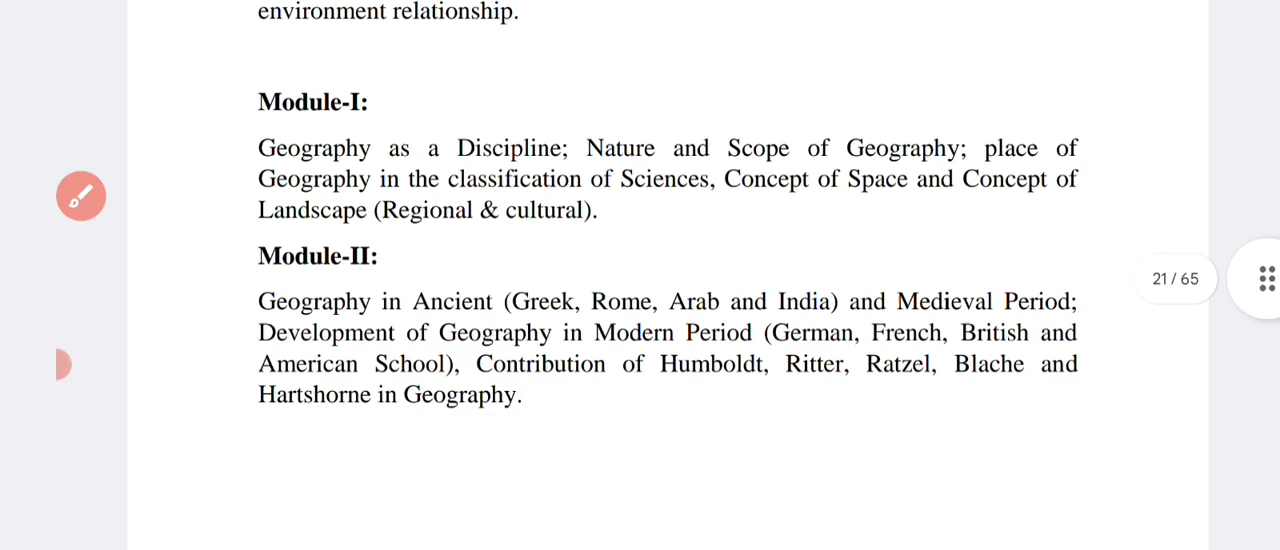 environment relationship.
Module-I:
Geography as a Discipline; Nature and Scope of Geography; place of
Geography in the classification of Sciences, Concept of Space and Concept of
Landscape (Regional & cultural).
Module-II:
21 / 65
Geography in Ancient (Greek, Rome, Arab and India) and Medieval Period;
Development of Geography in Modern Period (German, French, British and
American School), Contribution of Humboldt, Ritter, Ratzel, Blache and
Hartshorne in Geography.